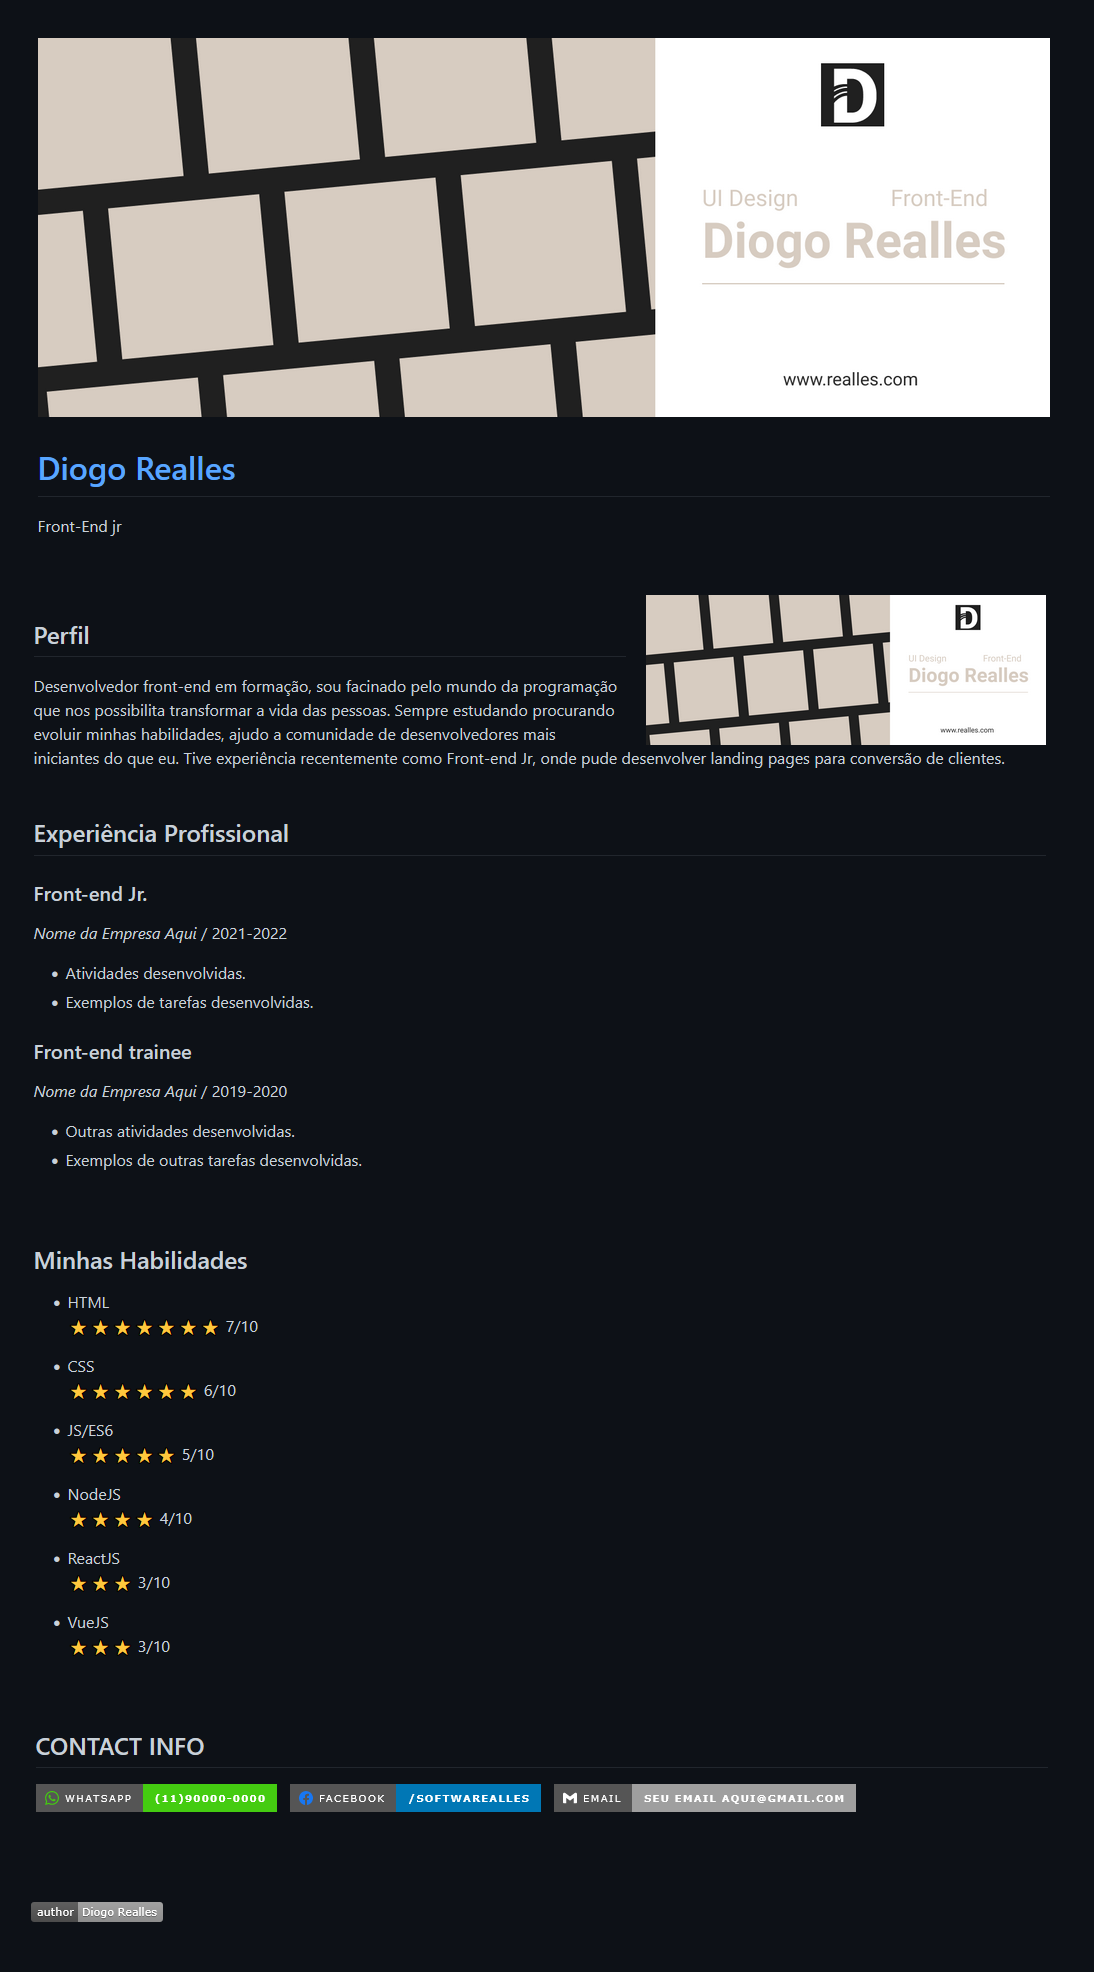 D
UI Design Front-End
Diogo Realles
www.realles.com
Diogo Realles
Front-End jr
D
UI Design Front-End
Diogo Realles
www.realles.com
Perfil
Desenvolvedor front-end em formação, sou facinado pelo mundo da programação
que nos possibilita transformar a vida das pessoas. Sempre estudando procurando
evoluir minhas habilidades, ajudo a comunidade de desenvolvedores mais
iniciantes do que eu. Tive experiência recentemente como Front-end Jr, onde pude desenvolver landing pages para conversão de clientes.
Experiência Profissional
Front-end Jr.
Nome da Empresa Aqui / 2021-2022
• Atividades desenvolvidas.
• Exemplos de tarefas desenvolvidas.
Front-end trainee
Nome da Empresa Aqui / 2019-2020
• Outras atividades desenvolvidas.
• Exemplos de outras tarefas desenvolvidas.
Minhas Habilidades
• HTML
★ ★ ★ ★ ★ ★ ★ 7/10
• CSS
★ ★ ★ ★ ★ ★ 6/10
• JS/ES6
★ ★ ★ ★ ★ 5/10
• NodeJS
★ ★ ★ ★ 4/10
• ReactJS
★ ★ ★ 3/10
• VueJS
★ ★ ★ 3/10
CONTACT INFO
WHATSAPP (11)90000-0000 FACEBOOK /SOFTWAREALLES EMAIL SEU EMAIL AQUI@GMAIL.COM
author Diogo Realles